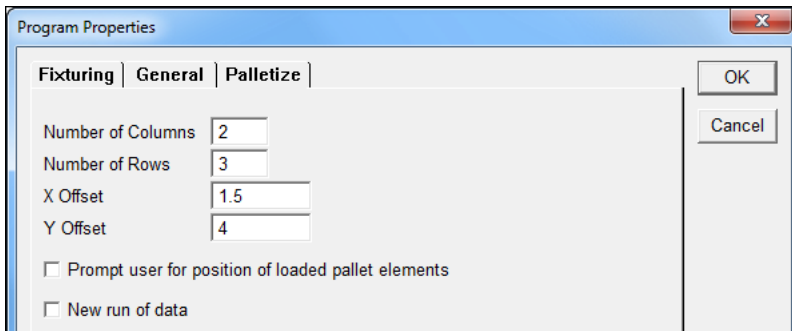 Program Properties
Fixturing General Palletize
OK
Cancel
Number of Columns 2
Number of Rows 3
X Offset 1.5
Y Offset 4
Prompt user for position of loaded pallet elements
New run of data